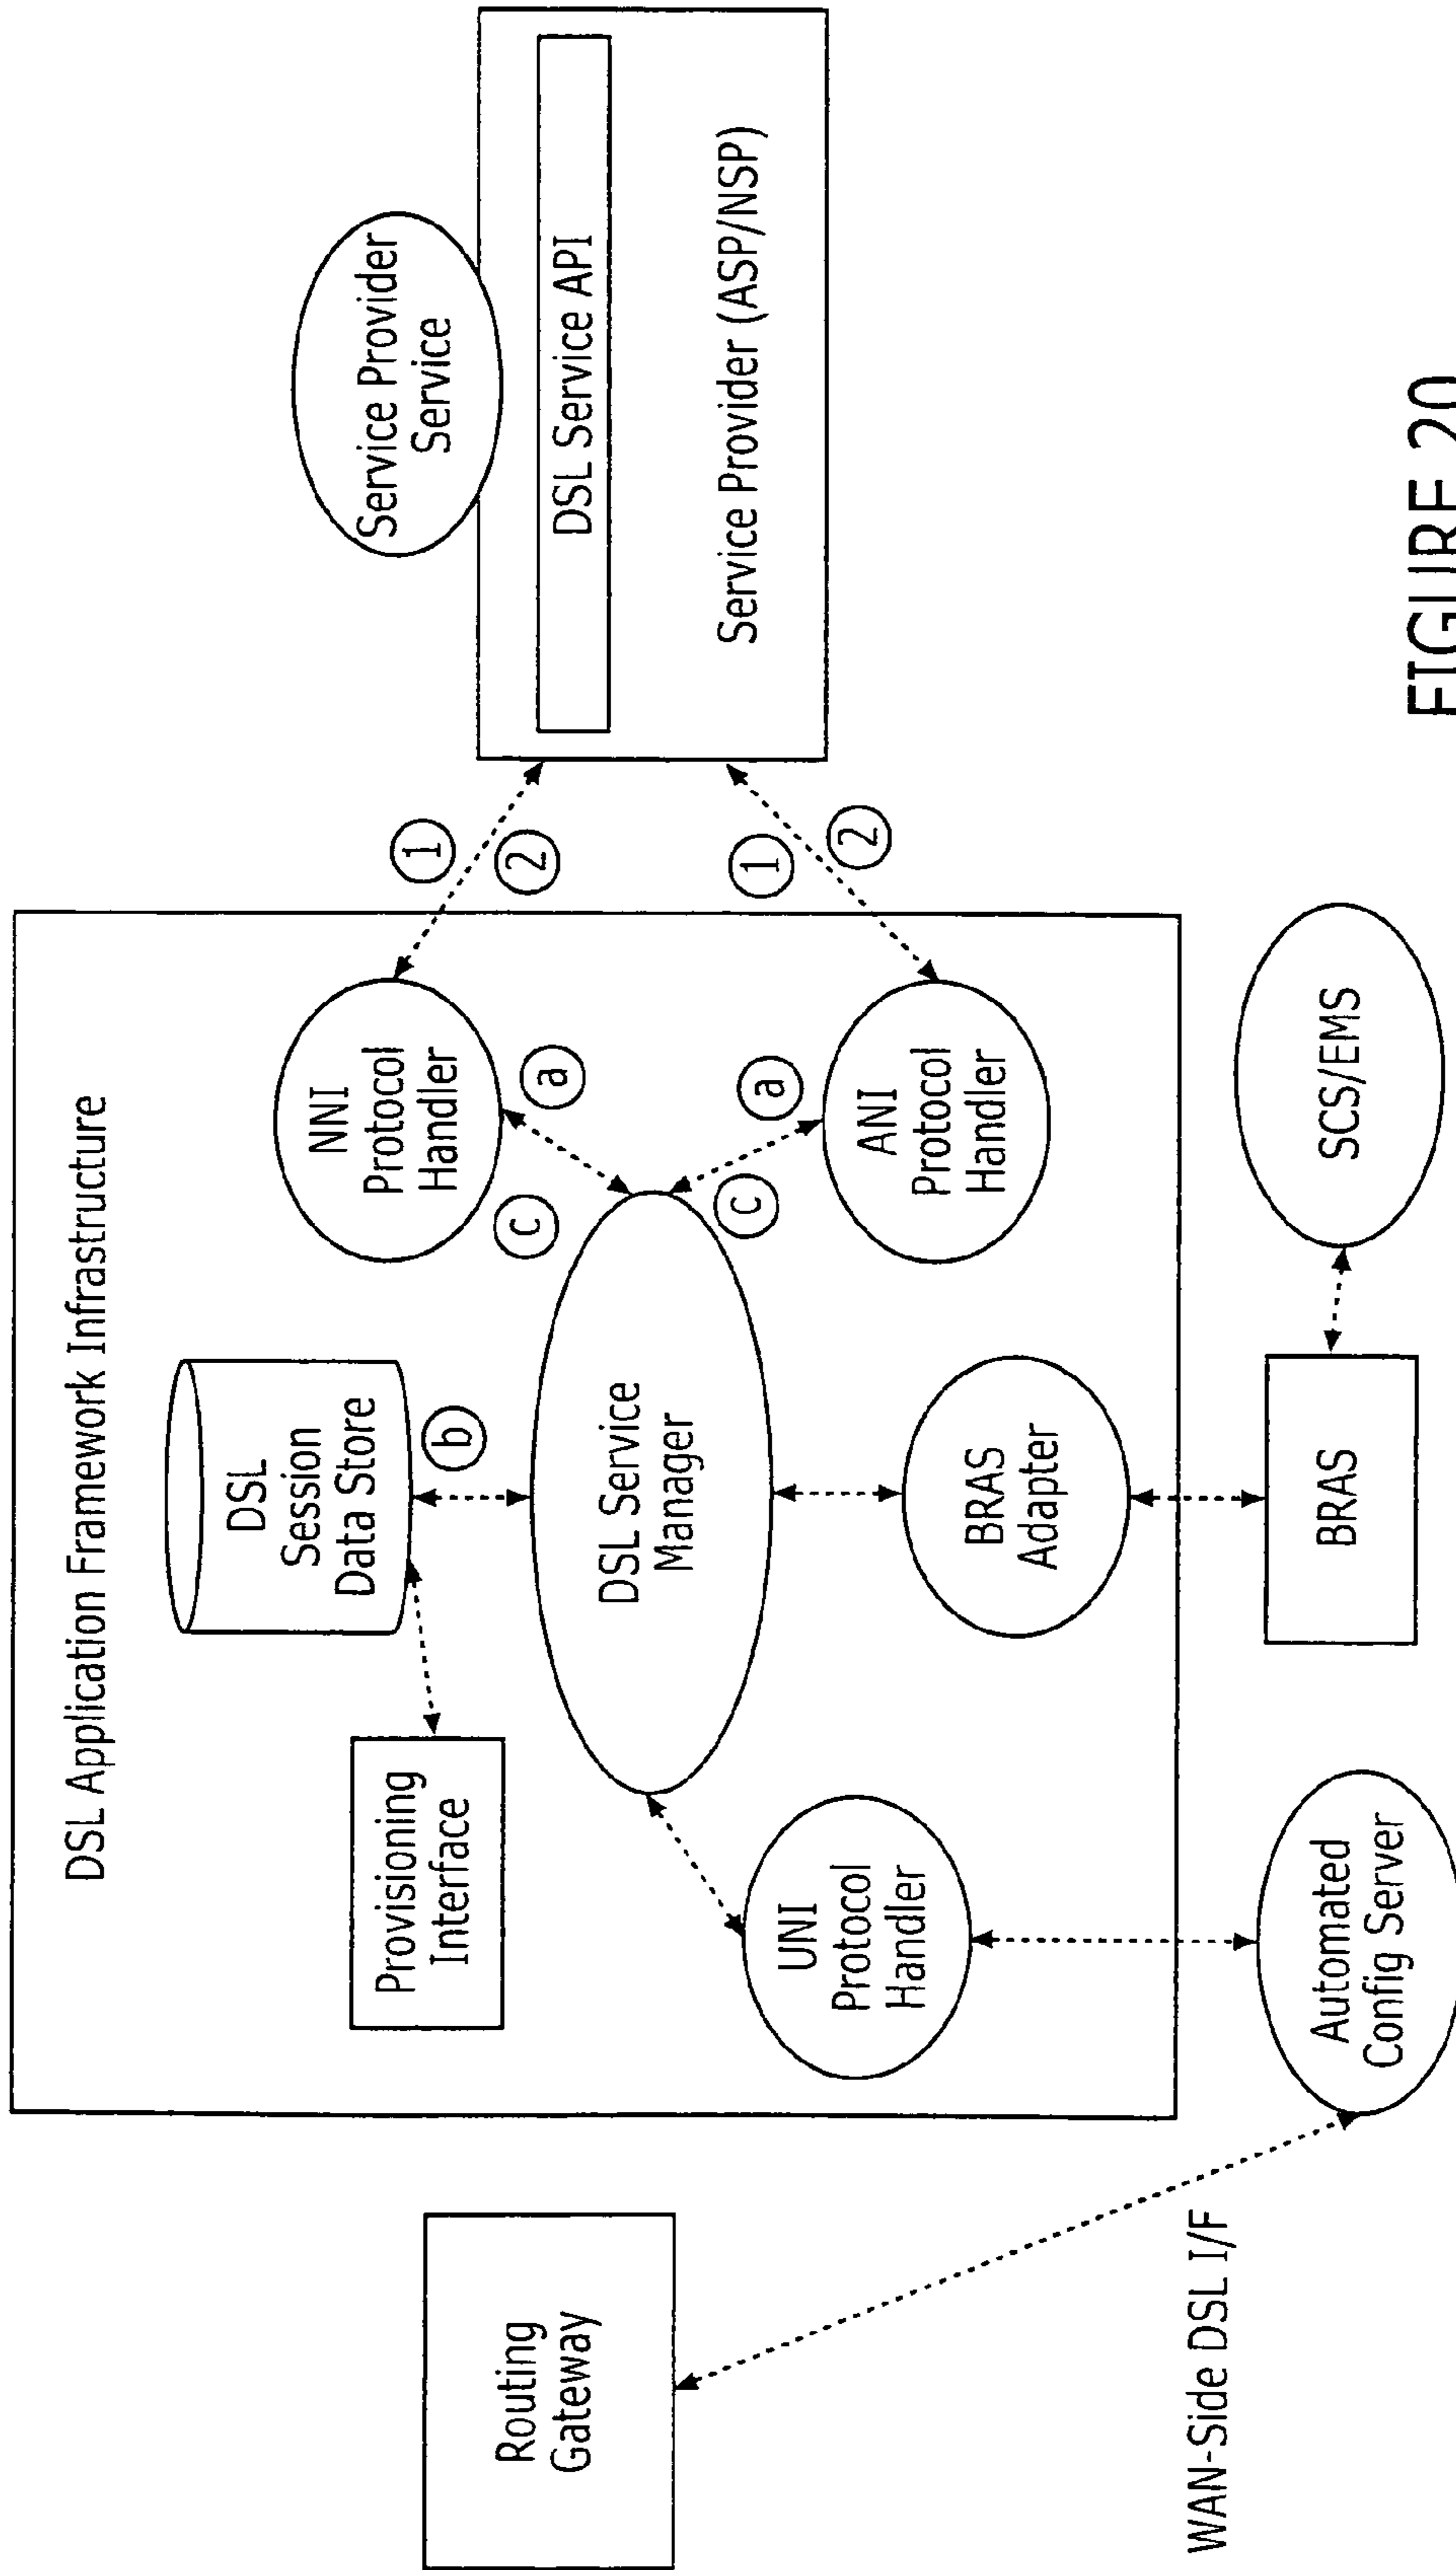 DSL Application Framework Infrastructure
Routing
Gateway
Provisioning
Interface
DSL
Session
Data Store
b
NNI
Protocol
Handler
a
c
1
2
Service Provider
Service
DSL Service API
Service Provider (ASP/NSP)
DSL Service
Manager
c
a
1
2
UNI
Protocol
Handler
BRAS
Adapter
ANI
Protocol
Handler
WAN-Side DSL I/F
Automated
Config Server
BRAS
SCS/EMS
FIGURE 20